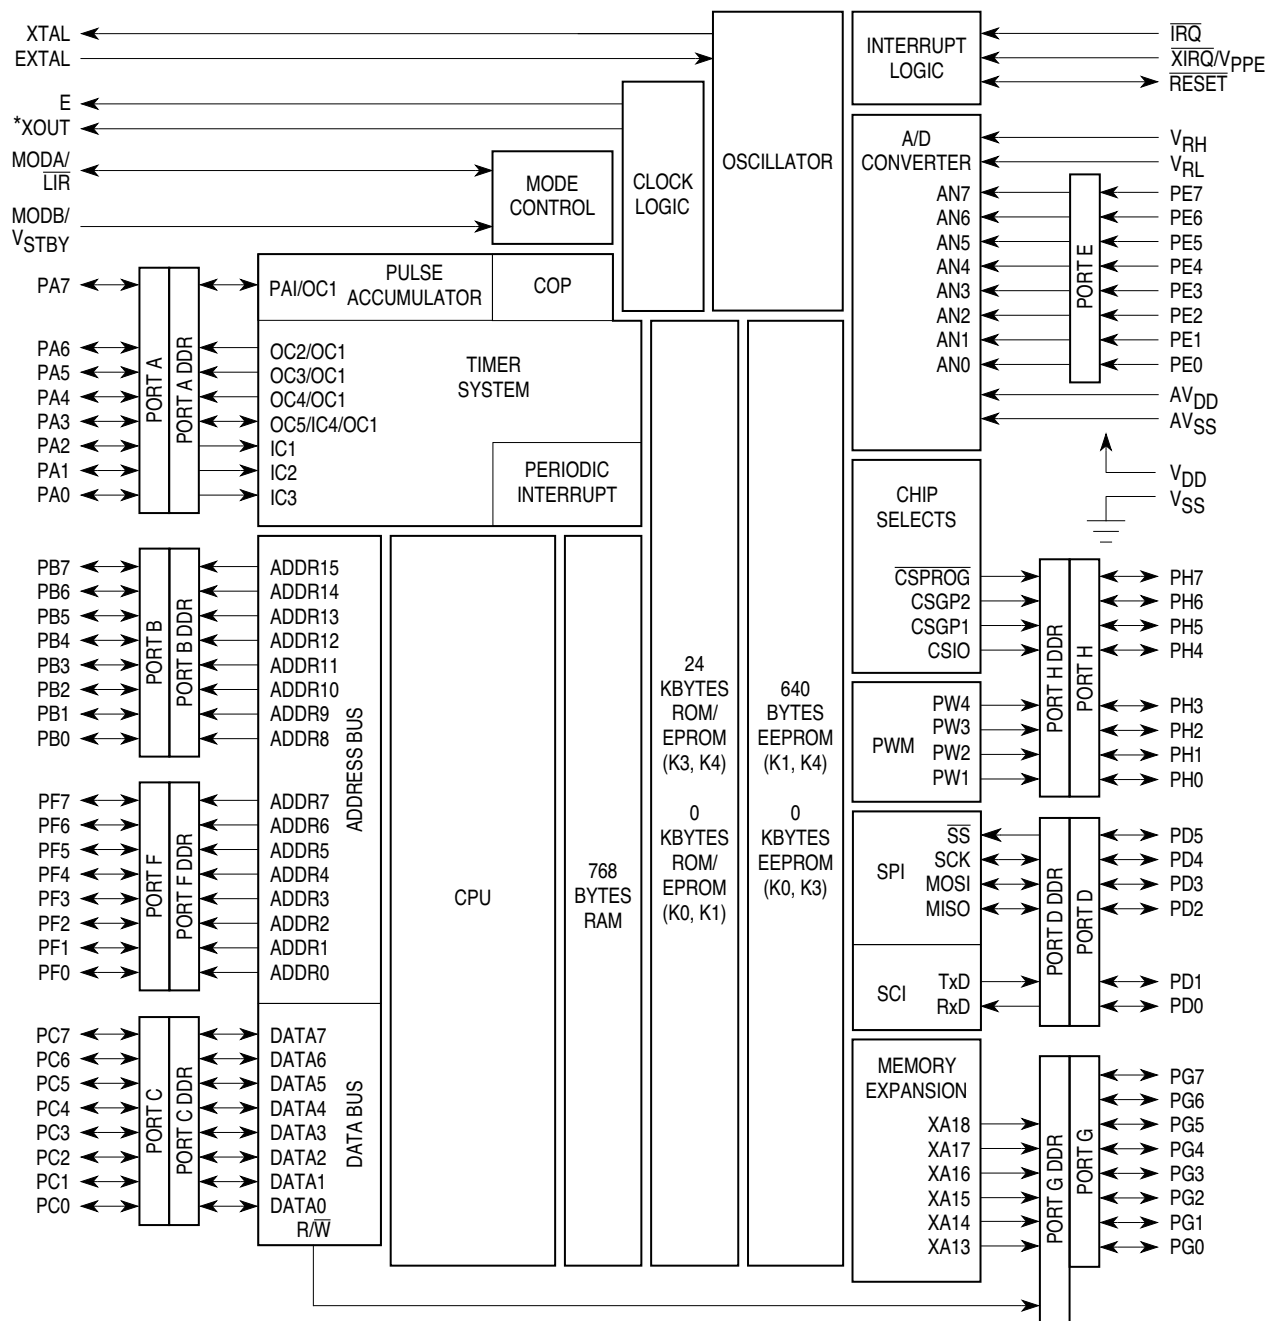 XTAL
EXTAL
E
*XOUT
MODA/
LIR
MODB/
VSTBY
PA7
PA6
PA5
PA4
PA3
PA2
PA1
PA0
PORT A
PORT A DDR
PB7
PB6
PB5
PB4
PB3
PB2
PB1
PB0
PORT B
PORT B DDR
PF7
PF6
PF5
PF4
PF3
PF2
PF1
PF0
PORT F
PORT F DDR
PC7
PC6
PC5
PC4
PC3
PC2
PC1
PC0
PORT C
PORT C DDR
MODE
CONTROL
CLOCK
LOGIC
OSCILLATOR
PAI/OC1
PULSE
ACCUMULATOR
COP
OC2/OC1
OC3/OC1
OC4/OC1
OC5/IC4/OC1
IC1
IC2
IC3
TIMER
SYSTEM
PERIODIC
INTERRUPT
ADDR15
ADDR14
ADDR13
ADDR12
ADDR11
ADDR10
ADDR9
ADDR8
ADDR7
ADDR6
ADDR5
ADDR4
ADDR3
ADDR2
ADDR1
ADDR0
ADDRESS BUS
DATA7
DATA6
DATA5
DATA4
DATA3
DATA2
DATA1
DATA0
R/W
DATA BUS
CPU
768
BYTES
RAM
24
KBYTES
ROM/
EPROM
(K3, K4)
0
KBYTES
ROM/
EPROM
(K0, K1)
640
BYTES
EEPROM
(K1, K4)
0
KBYTES
EEPROM
(K0, K3)
INTERRUPT
LOGIC
IRQ
XIRQ/VPPE
RESET
A/D
CONVERTER
AN7
AN6
AN5
AN4
AN3
AN2
AN1
AN0
PORT E
VRH
VRL
PE7
PE6
PE5
PE4
PE3
PE2
PE1
PE0
AVDD
AVSS
VDD
VSS
CHIP
SELECTS
CSPROG
CSGP2
CSGP1
CSIO
PWM
PW4
PW3
PW2
PW1
PORT H DDR
PORT H
PH7
PH6
PH5
PH4
PH3
PH2
PH1
PH0
SPI
SS
SCK
MOSI
MISO
SCI
TxD
RxD
PORT D DDR
PORT D
PD5
PD4
PD3
PD2
PD1
PD0
MEMORY
EXPANSION
XA18
XA17
XA16
XA15
XA14
XA13
PORT G DDR
PORT G
PG7
PG6
PG5
PG4
PG3
PG2
PG1
PG0